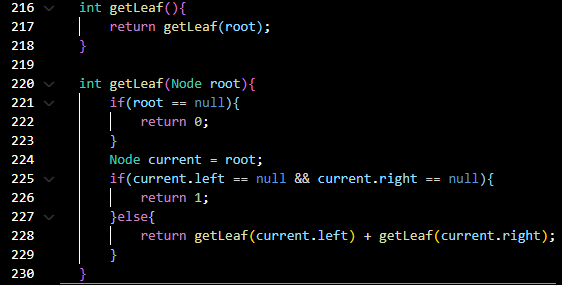 216 int getLeaf(){
217 return getLeaf(root);
218 }
219
220 int getLeaf(Node root){
221 if(root == null){
222 return 0;
223 }
224 Node current = root;
225 if(current.left == null && current.right == null){
226 return 1;
227 }else{
228 return getLeaf(current.left) + getLeaf(current.right);
229 }
230 }